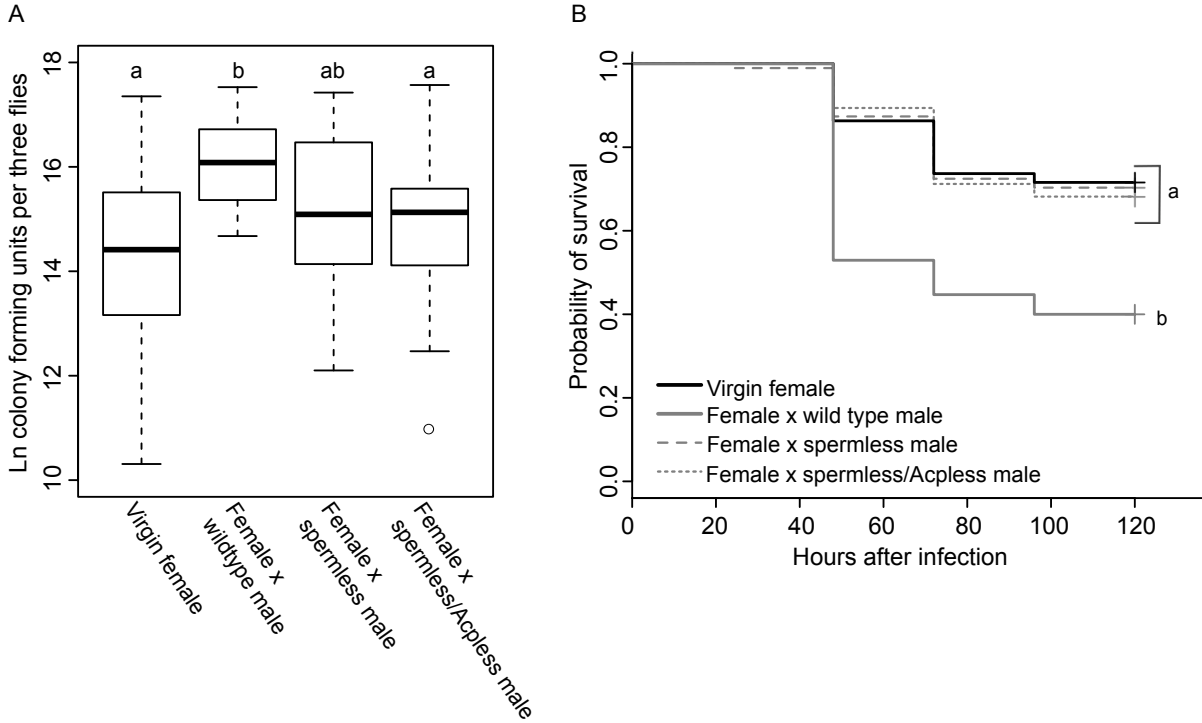 A
Ln colony forming units per three flies
18
16
14
12
10
a
b
ab
a
Virgin female
Female x
wildtype male
Female x
spermless male
Female x
spermless/Acpless male
B
Probability of survival
1.0
0.8
0.6
0.4
0.2
0.0
a
b
Virgin female
Female x wild type male
Female x spermless male
Female x spermless/Acpless male
0
20
40
60
80
100
120
Hours after infection